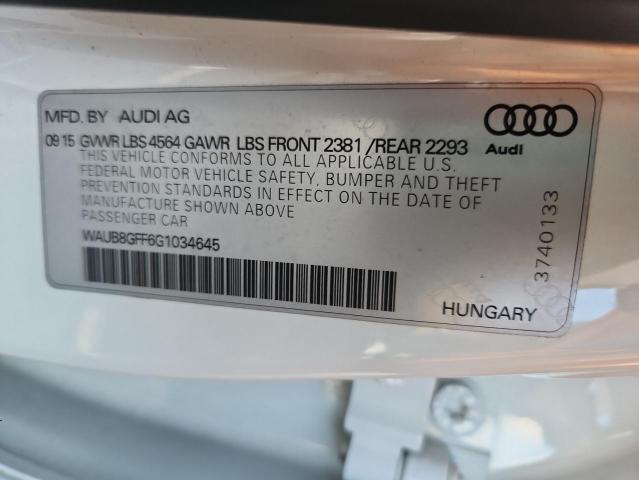 MFD. BY AUDI AG
09 15 GVWR LBS 4564 GAWR LBS FRONT 2381 /REAR 2293
THIS VEHICLE CONFORMS TO ALL APPLICABLE U.S.
FEDERAL MOTOR VEHICLE SAFETY, BUMPER AND THEFT
PREVENTION STANDARDS IN EFFECT ON THE DATE OF
MANUFACTURE SHOWN ABOVE
PASSENGER CAR
WAUB8GFF6G1034645
Audi
3740133
HUNGARY